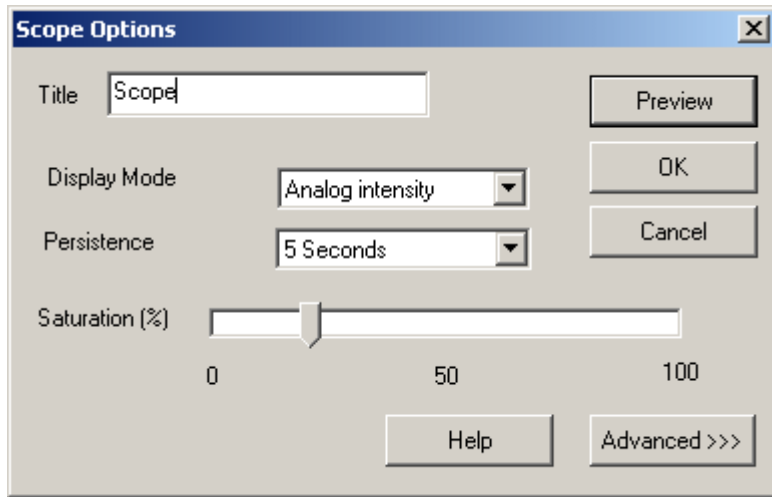 Scope Options
Title Scope Preview
Display Mode Analog intensity OK
Persistence 5 Seconds Cancel
Saturation (%)
0 50 100
Help Advanced >>>